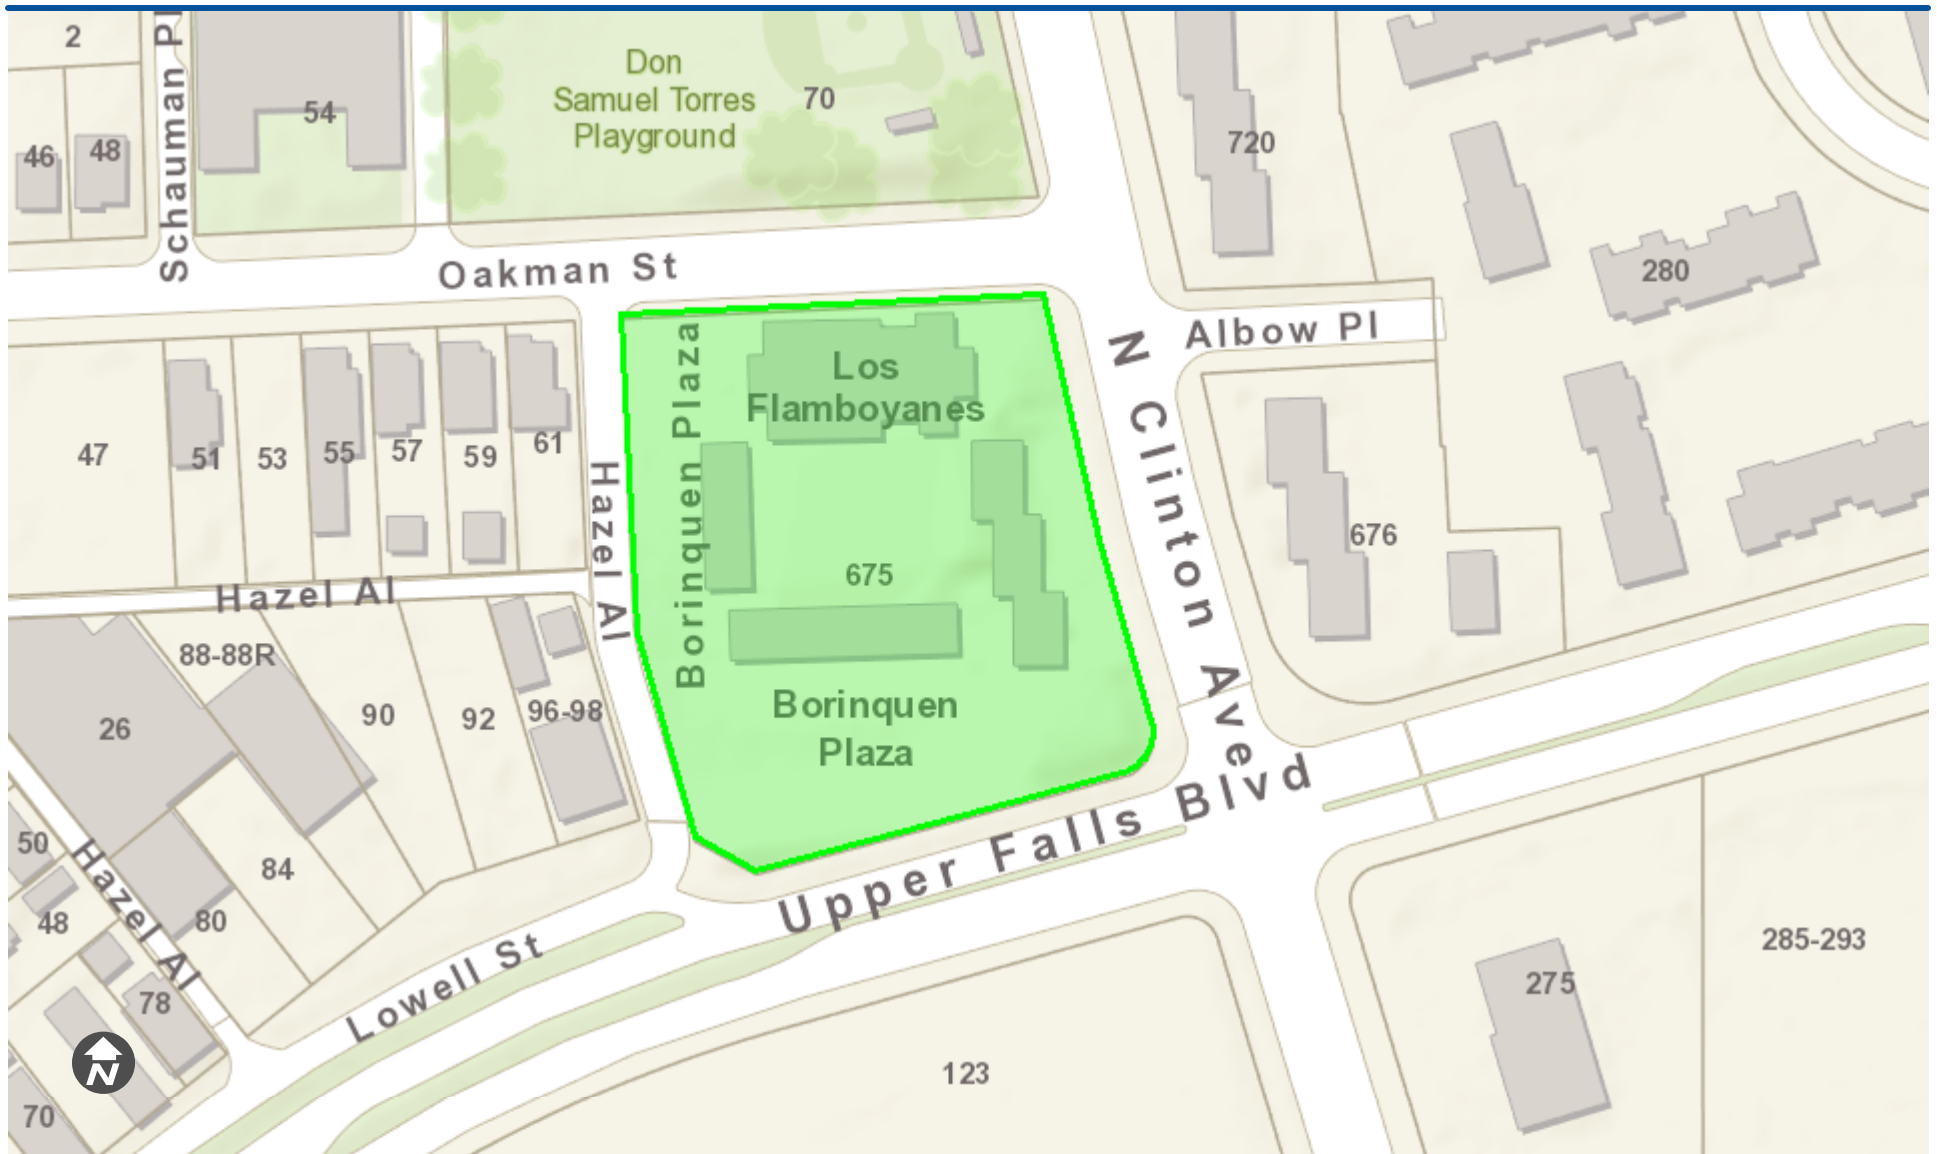 2
Schauman Pl
54
Don
Samuel Torres
Playground
70
46
48
720
Oakman St
280
Albow Pl
N Clinton Ave
Los
Flamboyanes
Borinquen Plaza
47
51
53
55
57
59
61
Hazel Al
675
676
Hazel Al
88-88R
90
92
96-98
26
Borinquen
Plaza
Upper Falls Blvd
50
Hazel Al
84
80
48
78
Lowell St
285-293
275
123
N
70